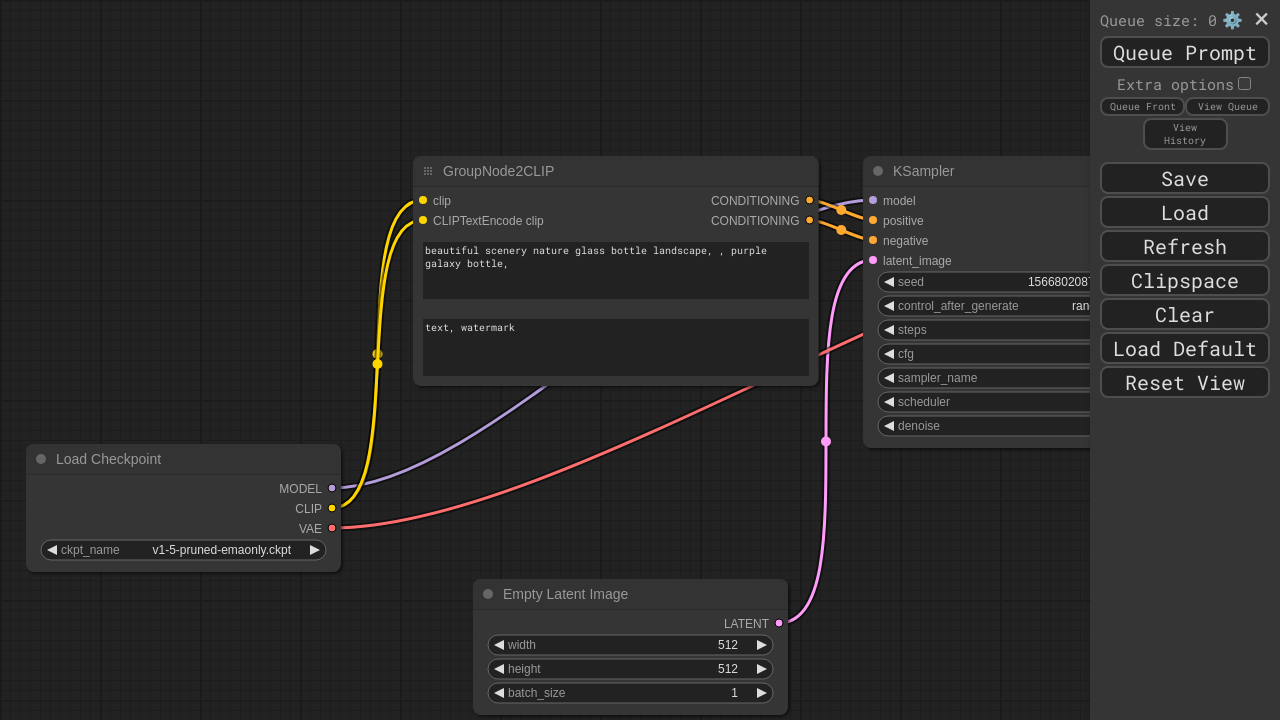 Queue size: 0
Queue Prompt
Extra options
Queue Front
View Queue
View
History
Save
Load
Refresh
Clipspace
Clear
Load Default
Reset View
GroupNode2CLIP
clip
CONDITIONING
CLIPTextEncode clip
CONDITIONING
beautiful scenery nature glass bottle landscape, , purple
galaxy bottle,
text, watermark
KSampler
model
positive
negative
latent_image
seed
1566802087
control_after_generate
ran
steps
cfg
sampler_name
scheduler
denoise
Load Checkpoint
MODEL
CLIP
VAE
ckpt_name
v1-5-pruned-emaonly.ckpt
Empty Latent Image
LATENT
width
512
height
512
batch_size
1